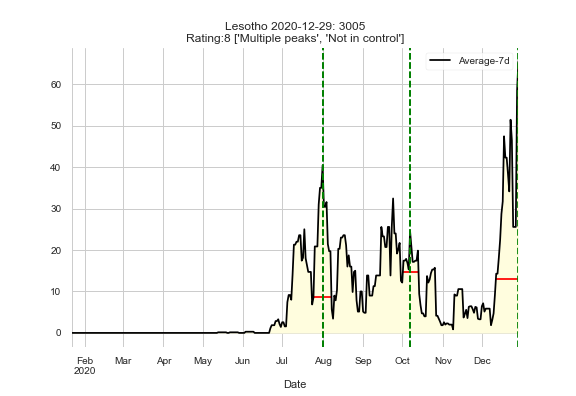 Lesotho 2020-12-29: 3005
Rating:8 ['Multiple peaks', 'Not in control']
Average-7d
60
50
40
30
20
10
0
Feb Mar Apr May Jun Jul Aug Sep Oct Nov Dec
2020
Date